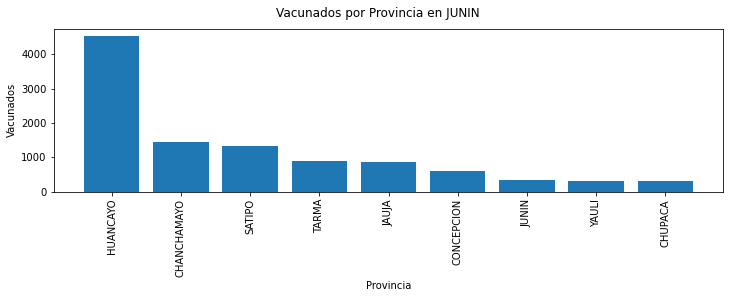 Vacunados por Provincia en JUNIN
Vacunados
4000
3000
2000
1000
0
HUANCAYO
CHANCHAMAYO
SATIPO
TARMA
JAUJA
CONCEPCION
JUNIN
YAULI
CHUPACA
Provincia